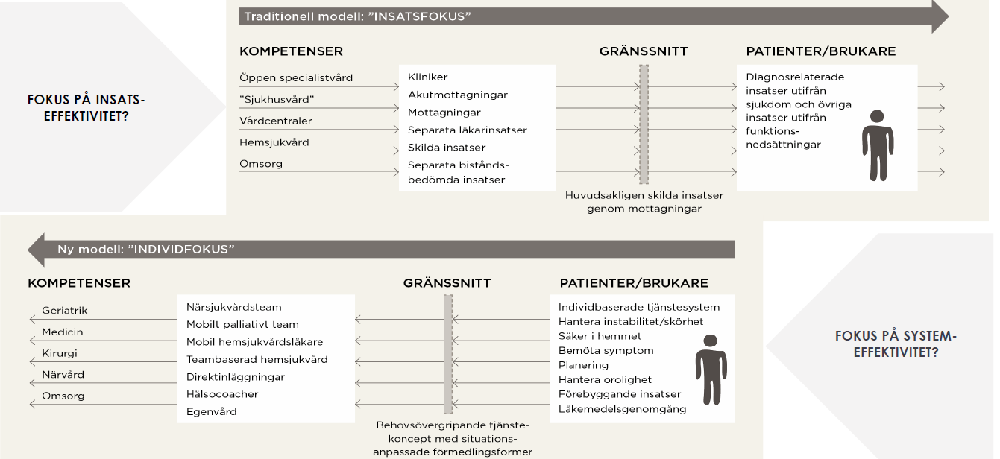 FOKUS PÅ INSATS-
EFFEKTIVITET?
Traditionell modell: ”INSATSFOKUS”
KOMPETENSER
Öppen specialistvård
”Sjukhusvård”
Vårdcentraler
Hemsjukvård
Omsorg
Kliniker
Akutmottagningar
Mottagningar
Separata läkarinsatser
Skilda insatser
Separata bistånds-
bedömda insatser
GRÄNSSNITT
Huvudsakligen skilda insatser
genom mottagningar
PATIENTER/BRUKARE
Diagnosrelaterade
insatser utifrån
sjukdom och övriga
insatser utifrån
funktions-
nedsättningar
Ny modell: ”INDIVIDFOKUS”
KOMPETENSER
Geriatrik
Medicin
Kirurgi
Närvård
Omsorg
Närsjukvårdsteam
Mobilt palliativt team
Mobil hemsjukvårdsläkare
Teambaserad hemsjukvård
Direktinläggningar
Hälsocoacher
Egenvård
GRÄNSSNITT
Behovsövergripande tjänste-
koncept med situations-
anpassade förmedlingsformer
PATIENTER/BRUKARE
Individbaserade tjänstesystem
Hantera instabilitet/skörhet
Säker i hemmet
Bemöta symptom
Planering
Hantera orolighet
Förebyggande insatser
Läkemedelsgenomgång
FOKUS PÅ SYSTEM-
EFFEKTIVITET?